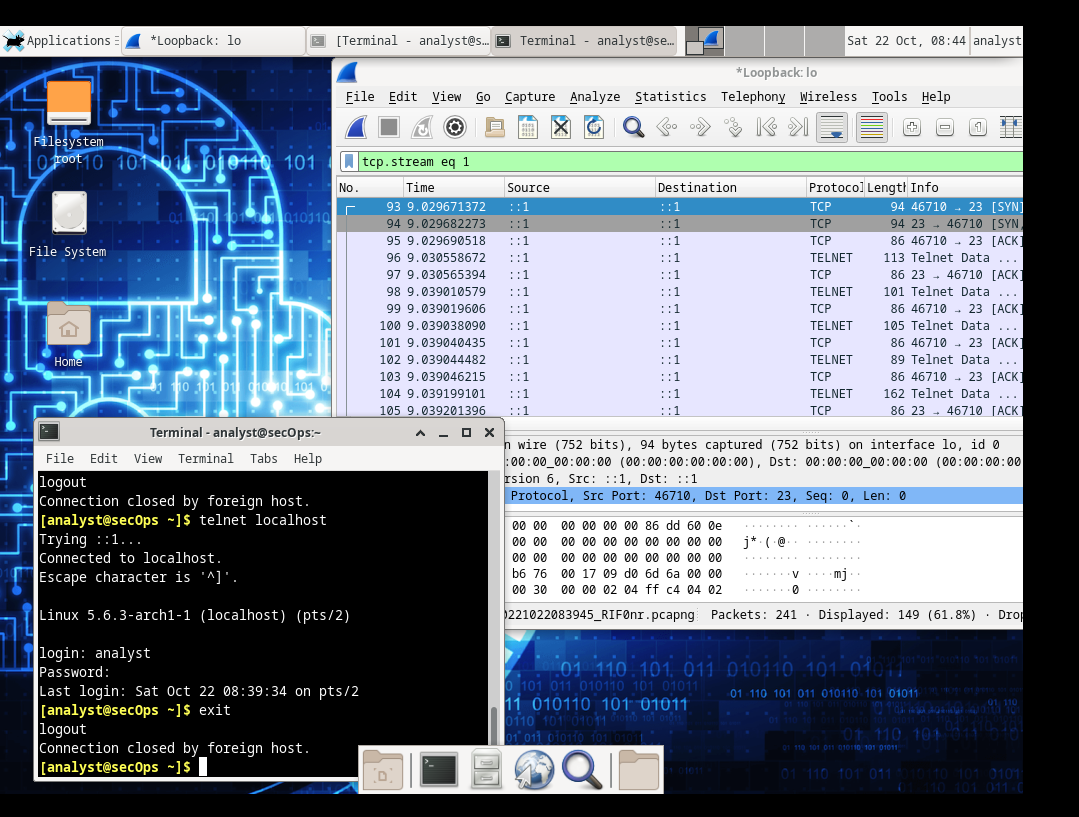 Applications
*Loopback: lo
[Terminal - analyst@s...
Terminal - analyst@se...
Sat 22 Oct, 08:44
analyst
Filesystem
root
File System
Home
*Loopback: lo
File Edit View Go Capture Analyze Statistics Telephony Wireless Tools Help
tcp.stream eq 1
No. Time Source Destination Protocol Length Info
93 9.029671372 ::1 ::1 TCP 94 46710 → 23 [SYN]
94 9.029682273 ::1 ::1 TCP 94 23 → 46710 [SYN,
95 9.029690518 ::1 ::1 TCP 86 46710 → 23 [ACK]
96 9.030558672 ::1 ::1 TELNET 113 Telnet Data ...
97 9.030565394 ::1 ::1 TCP 86 23 → 46710 [ACK]
98 9.039010579 ::1 ::1 TELNET 101 Telnet Data ...
99 9.039019606 ::1 ::1 TCP 86 46710 → 23 [ACK]
100 9.039038090 ::1 ::1 TELNET 105 Telnet Data ...
101 9.039040435 ::1 ::1 TCP 86 46710 → 23 [ACK]
102 9.039044482 ::1 ::1 TELNET 89 Telnet Data ...
103 9.039046215 ::1 ::1 TCP 86 46710 → 23 [ACK]
104 9.039199101 ::1 ::1 TELNET 162 Telnet Data ...
105 9.039201396 ::1 ::1 TCP 86 23 → 46710 [ACK]
n wire (752 bits), 94 bytes captured (752 bits) on interface lo, id 0
:00:00_00:00:00 (00:00:00:00:00:00), Dst: 00:00:00_00:00:00 (00:00:00
rsion 6, Src: ::1, Dst: ::1
Protocol, Src Port: 46710, Dst Port: 23, Seq: 0, Len: 0
00 00 00 00 00 00 86 dd 60 0e ········ ······`·
00 00 00 00 00 00 00 00 00 00 j*·(·@·· ········
00 00 00 00 00 00 00 00 00 00 ········ ········
b6 76 00 17 09 d0 6d 6a 00 00 ·······v ····mj··
00 30 00 00 02 04 ff c4 04 02 ·······0 ········
0221022083945_RIF0nr.pcapng Packets: 241 · Displayed: 149 (61.8%) · Drop
Terminal - analyst@secOps:~
File Edit View Terminal Tabs Help
logout
Connection closed by foreign host.
[analyst@secOps ~]$ telnet localhost
Trying ::1...
Connected to localhost.
Escape character is '^]'.
Linux 5.6.3-arch1-1 (localhost) (pts/2)
login: analyst
Password:
Last login: Sat Oct 22 08:39:34 on pts/2
[analyst@secOps ~]$ exit
logout
Connection closed by foreign host.
[analyst@secOps ~]$